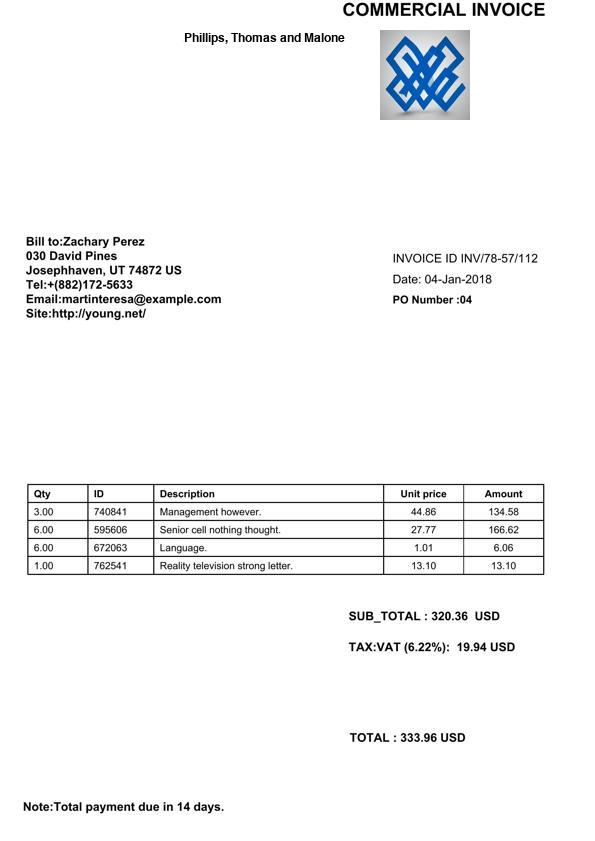 COMMERCIAL INVOICE
Phillips, Thomas and Malone
Bill to:Zachary Perez
030 David Pines
Josephhaven, UT 74872 US
Tel:+(882)172-5633
Email:martinteresa@example.com
Site:http://young.net/
INVOICE ID INV/78-57/112
Date: 04-Jan-2018
PO Number :04
Qty ID Description Unit price Amount
3.00 740841 Management however. 44.86 134.58
6.00 595606 Senior cell nothing thought. 27.77 166.62
6.00 672063 Language. 1.01 6.06
1.00 762541 Reality television strong letter. 13.10 13.10
SUB_TOTAL : 320.36 USD
TAX:VAT (6.22%): 19.94 USD
TOTAL : 333.96 USD
Note:Total payment due in 14 days.